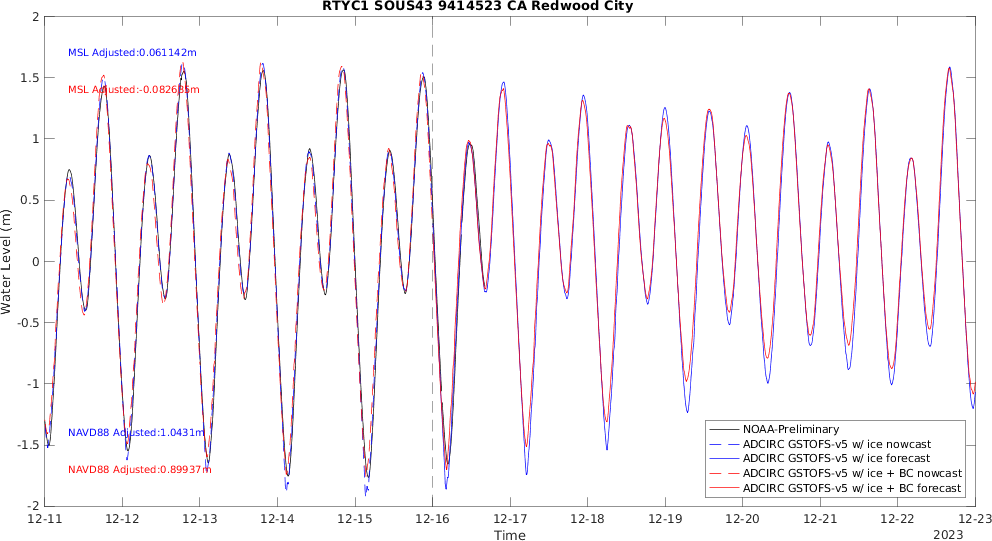 RTYC1 SOUS43 9414523 CA Redwood City
Water Level (m)
2
1.5
1
0.5
0
-0.5
-1
-1.5
-2
MSL Adjusted:0.061142m
MSL Adjusted:-0.082685m
NAVD88 Adjusted:1.0431m
NAVD88 Adjusted:0.89937m
NOAA-Preliminary
ADCIRC GSTOFS-v5 w/ ice nowcast
ADCIRC GSTOFS-v5 w/ ice forecast
ADCIRC GSTOFS-v5 w/ ice + BC nowcast
ADCIRC GSTOFS-v5 w/ ice + BC forecast
12-11 12-12 12-13 12-14 12-15 12-16 12-17 12-18 12-19 12-20 12-21 12-22 12-23
Time
2023